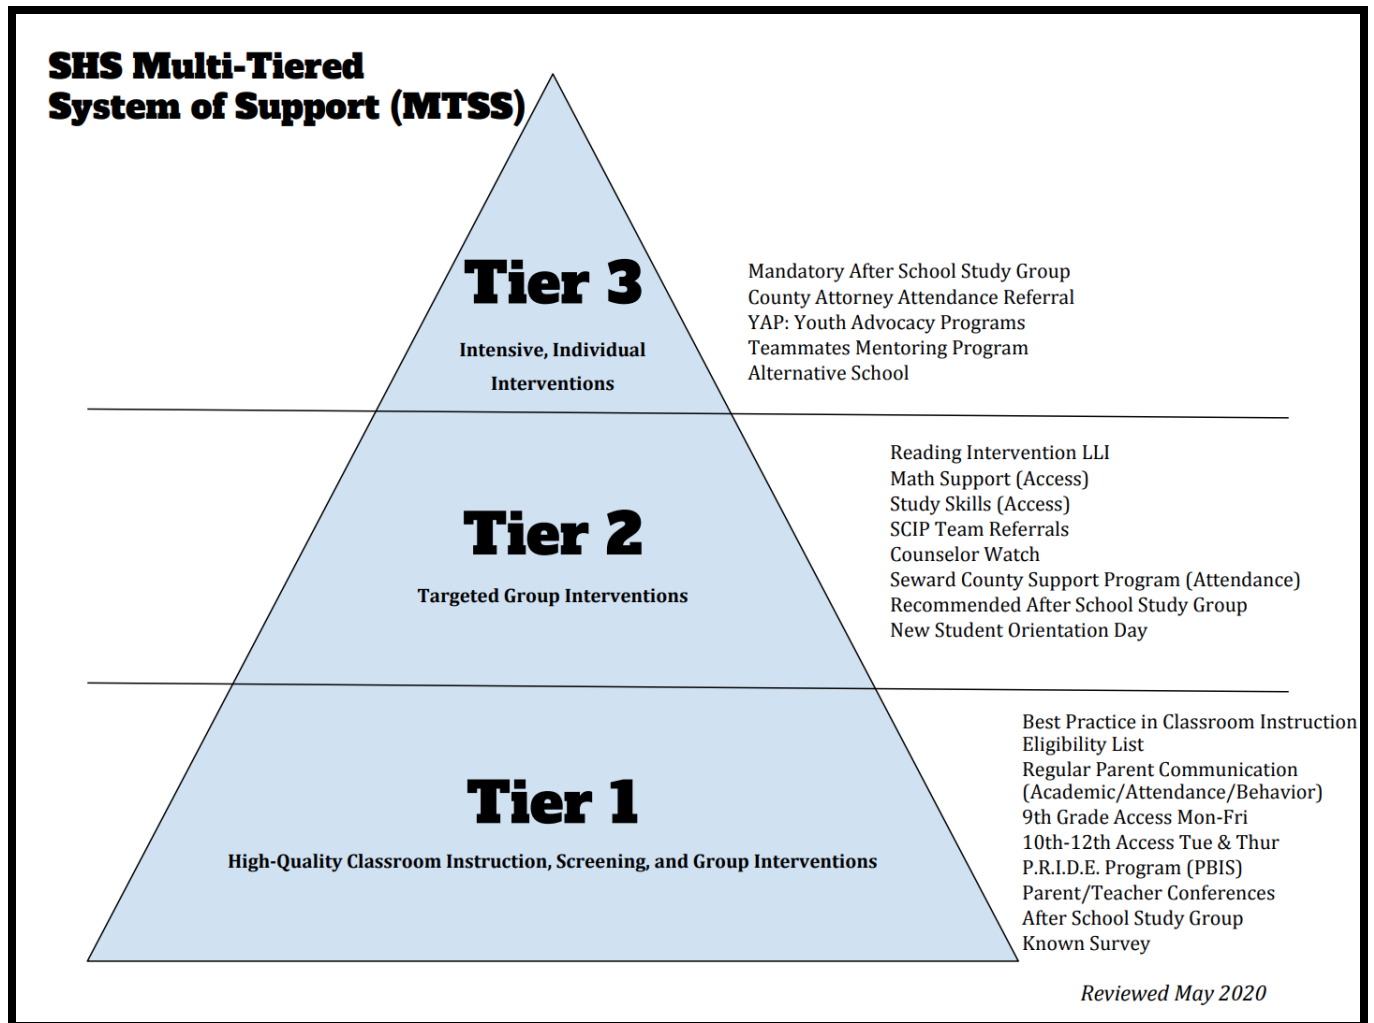 SHS Multi-Tiered
System of Support (MTSS)
Tier 3
Intensive, Individual
Interventions
Mandatory After School Study Group
County Attorney Attendance Referral
YAP: Youth Advocacy Programs
Teammates Mentoring Program
Alternative School
Tier 2
Targeted Group Interventions
Reading Intervention LLI
Math Support (Access)
Study Skills (Access)
SCIP Team Referrals
Counselor Watch
Seward County Support Program (Attendance)
Recommended After School Study Group
New Student Orientation Day
Tier 1
High-Quality Classroom Instruction, Screening, and Group Interventions
Best Practice in Classroom Instruction
Eligibility List
Regular Parent Communication
(Academic/Attendance/Behavior)
9th Grade Access Mon-Fri
10th-12th Access Tue & Thur
P.R.I.D.E. Program (PBIS)
Parent/Teacher Conferences
After School Study Group
Known Survey
Reviewed May 2020